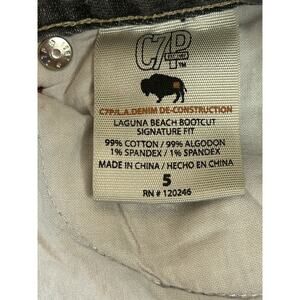 C7P
TM
C7P/L.A.DENIM DE-CONSTRUCTION
LAGUNA BEACH BOOTCUT
SIGNATURE FIT
99% COTTON / 99% ALGODON
1% SPANDEX / 1% SPANDEX
MADE IN CHINA / HECHO EN CHINA
5
RN # 120246